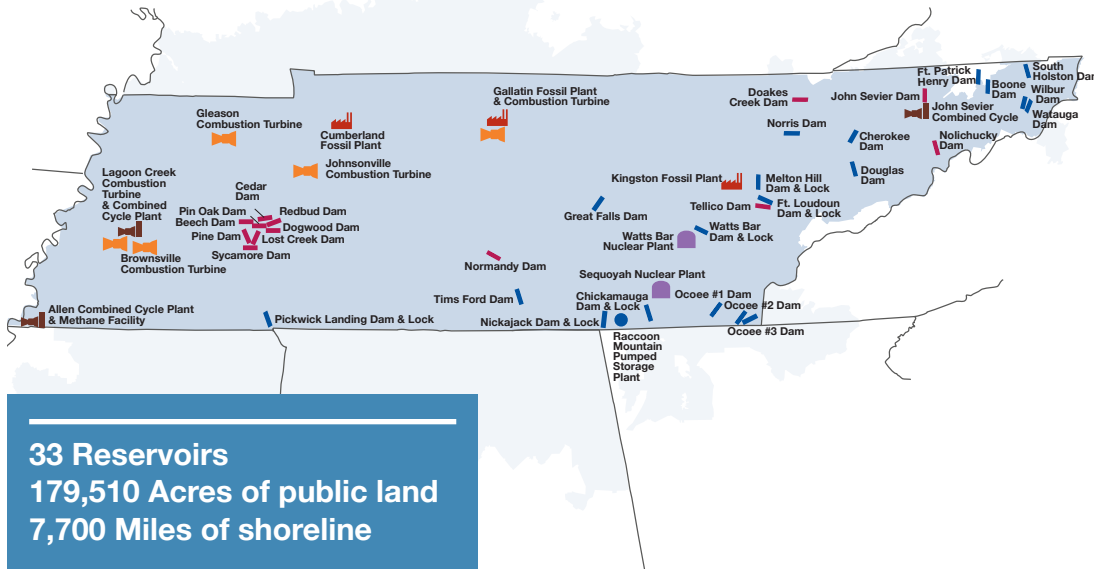 Gleason
Combustion Turbine
Cumberland
Fossil Plant
Johnsonville
Combustion Turbine
Gallatin Fossil Plant
& Combustion Turbine
Doakes
Creek Dam
Norris Dam
John Sevier Dam
Ft. Patrick
Henry Dam
Boone
Dam
South
Holston Dam
Wilbur
Dam
Watauga
Dam
John Sevier
Combined Cycle
Nolichucky
Dam
Cherokee
Dam
Douglas
Dam
Kingston Fossil Plant
Melton Hill
Dam & Lock
Tellico Dam
Ft. Loudoun
Dam & Lock
Great Falls Dam
Watts Bar
Nuclear Plant
Watts Bar
Dam & Lock
Lagoon Creek
Combustion
Turbine
& Combined
Cycle Plant
Cedar
Dam
Pin Oak Dam
Redbud Dam
Beech Dam
Dogwood Dam
Pine Dam
Lost Creek Dam
Sycamore Dam
Brownsville
Combustion Turbine
Normandy Dam
Sequoyah Nuclear Plant
Tims Ford Dam
Chickamauga
Dam & Lock
Ocoee #1 Dam
Ocoee #2 Dam
Ocoee #3 Dam
Nickajack Dam & Lock
Allen Combined Cycle Plant
& Methane Facility
Pickwick Landing Dam & Lock
Raccoon
Mountain
Pumped
Storage
Plant
33 Reservoirs
179,510 Acres of public land
7,700 Miles of shoreline